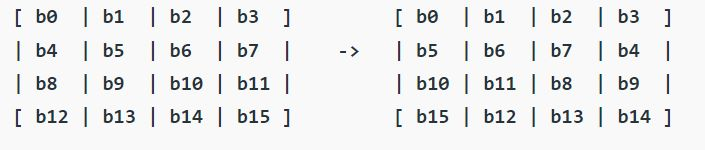 [ b0 | b1 | b2 | b3 ] [ b0 | b1 | b2 | b3 ]
| b4 | b5 | b6 | b7 | -> | b5 | b6 | b7 | b4 |
| b8 | b9 | b10 | b11 | | b10 | b11 | b8 | b9 |
[ b12 | b13 | b14 | b15 ] [ b15 | b12 | b13 | b14 ]